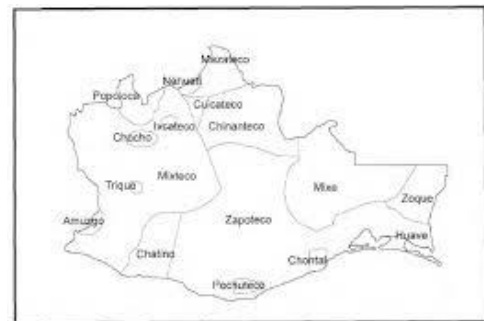 Mazateco
Nahuatl
Popoloca
Cuicateco
Ixcateco
Chinanteco
Chocho
Trique
Mixteco
Mixe
Zoque
Amuzgo
Zapoteco
Huave
Chatino
Chontal
Pochuteco